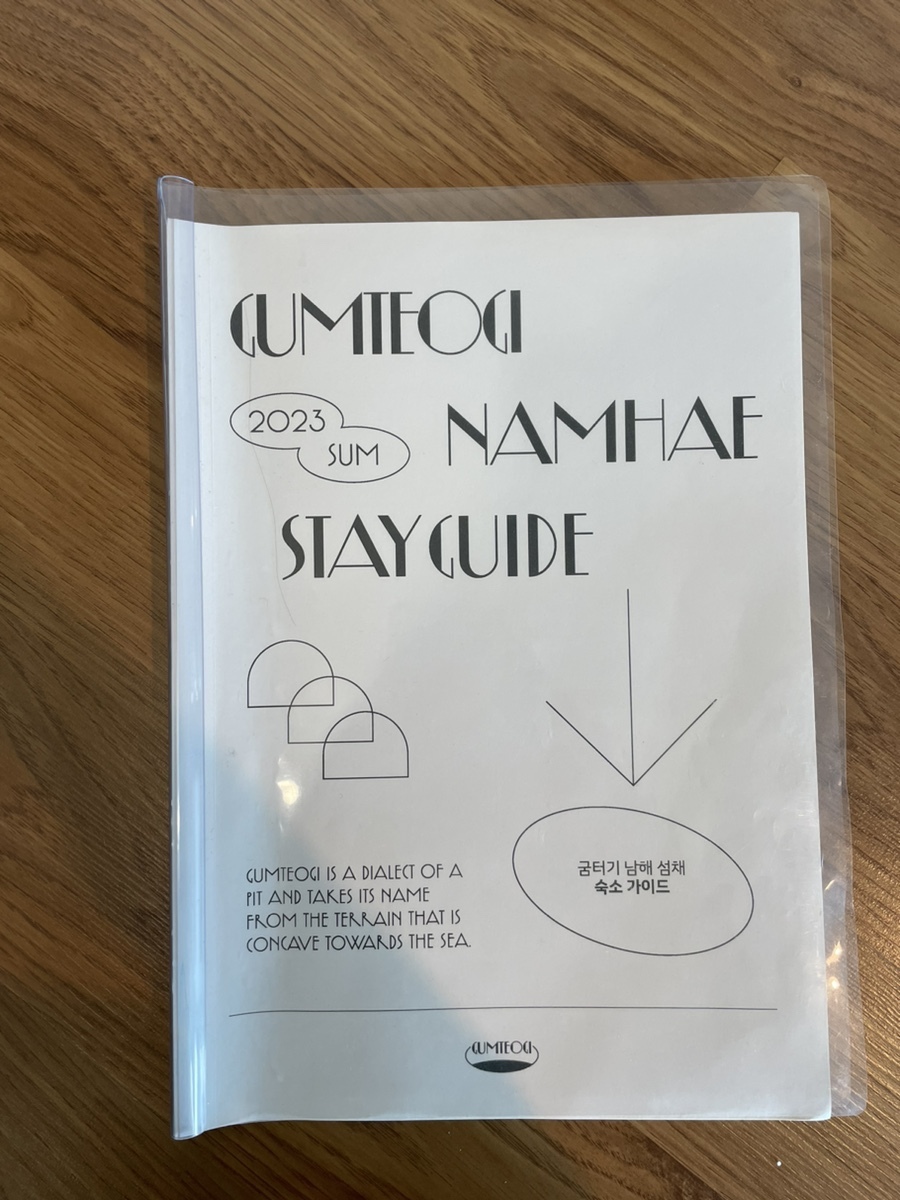 GUMTEOGI
2023
SUM
NAMHAE
STAY GUIDE
GUMTEOGI IS A DIALECT OF A
PIT AND TAKES ITS NAME
FROM THE TERRAIN THAT IS
CONCAVE TOWARDS THE SEA.
굼터기 남해 섬채
숙소 가이드
GUMTEOGI